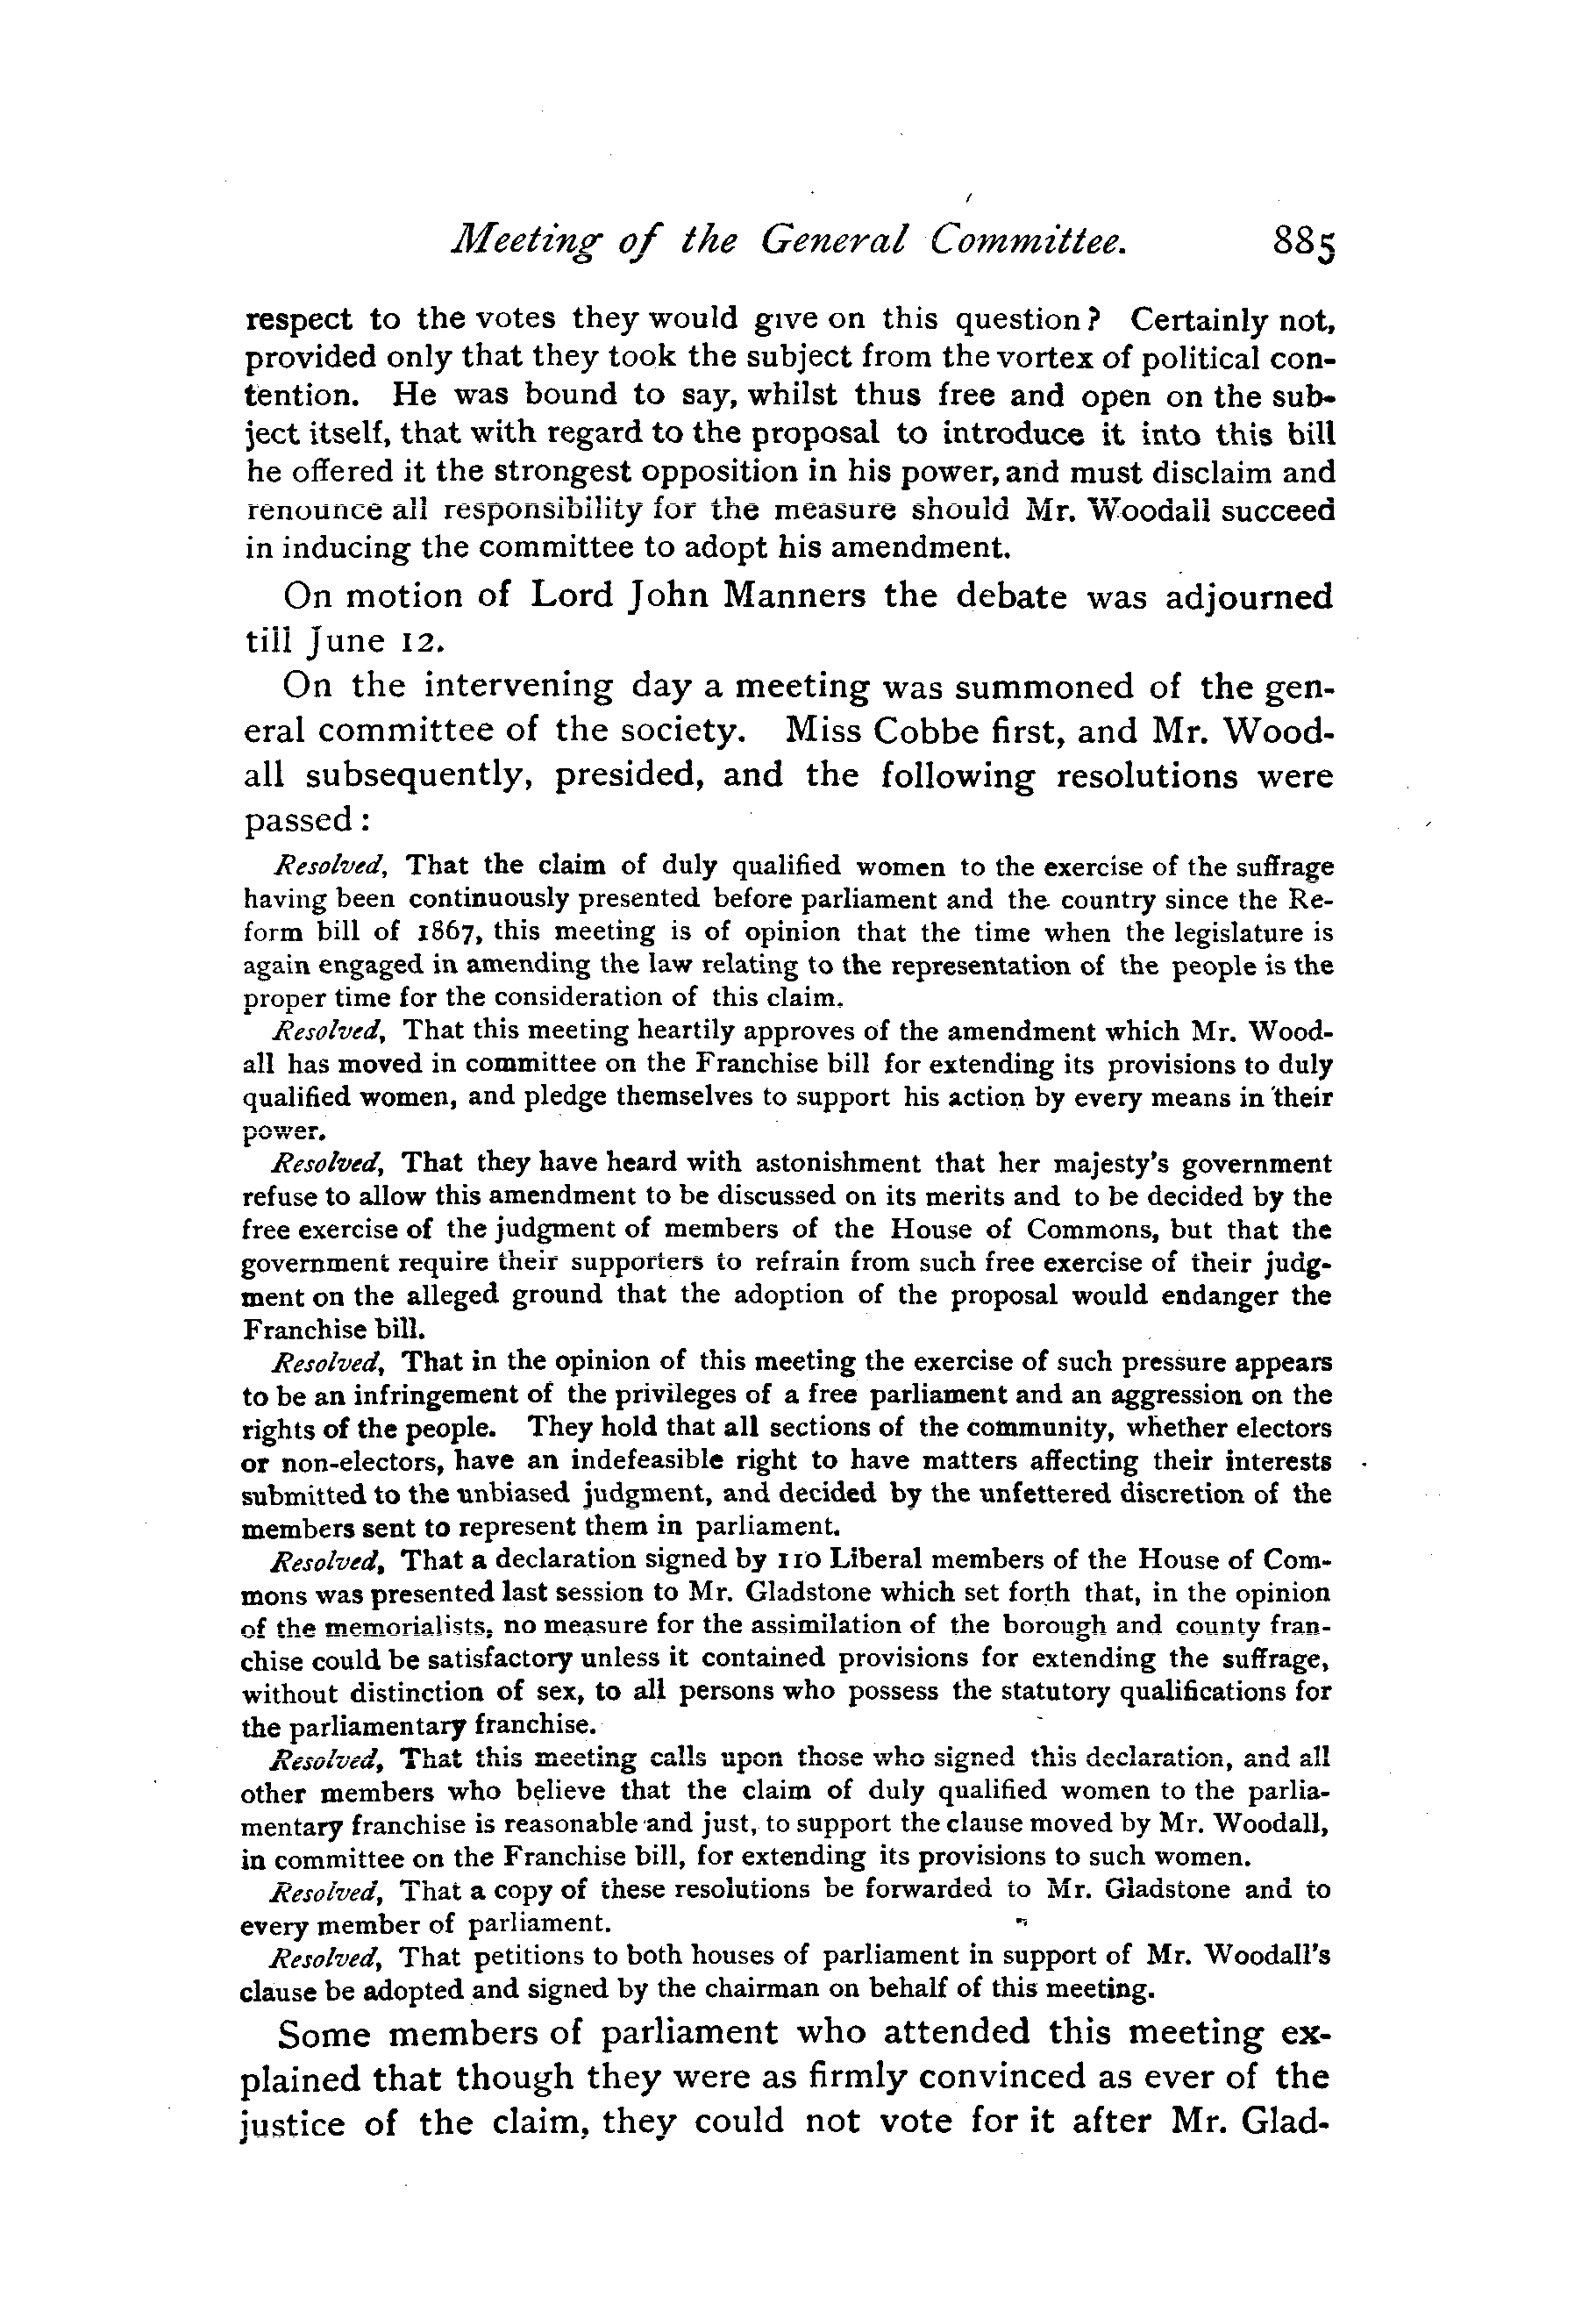 Meeting of the General Committee. 885
respect to the votes they would give on this question? Certainly not,
provided only that they took the subject from the vortex of political con-
tention. He was bound to say, whilst thus free and open on the sub-
ject itself, that with regard to the proposal to introduce it into this bill
he offered it the strongest opposition in his power, and must disclaim and
renounce all responsibility for the measure should Mr. Woodall succeed
in inducing the committee to adopt his amendment.
On motion of Lord John Manners the debate was adjourned
till June 12.
On the intervening day a meeting was summoned of the gen-
eral committee of the society. Miss Cobbe first, and Mr. Wood-
all subsequently, presided, and the following resolutions were
passed:
Resolved, That the claim of duly qualified women to the exercise of the suffrage
having been continuously presented before parliament and the country since the Re-
form bill of 1867, this meeting is of opinion that the time when the legislature is
again engaged in amending the law relating to the representation of the people is the
proper time for the consideration of this claim.
Resolved, That this meeting heartily approves of the amendment which Mr. Wood-
all has moved in committee on the Franchise bill for extending its provisions to duly
qualified women, and pledge themselves to support his action by every means in their
power.
Resolved, That they have heard with astonishment that her majesty's government
refuse to allow this amendment to be discussed on its merits and to be decided by the
free exercise of the judgment of members of the House of Commons, but that the
government require their supporters to refrain from such free exercise of their judg-
ment on the alleged ground that the adoption of the proposal would endanger the
Franchise bill.
Resolved, That in the opinion of this meeting the exercise of such pressure appears
to be an infringement of the privileges of a free parliament and an aggression on the
rights of the people. They hold that all sections of the community, whether electors
or non-electors, have an indefeasible right to have matters affecting their interests
submitted to the unbiased judgment, and decided by the unfettered discretion of the
members sent to represent them in parliament.
Resolved, That a declaration signed by 110 Liberal members of the House of Com-
mons was presented last session to Mr. Gladstone which set forth that, in the opinion
of the memorialists, no measure for the assimilation of the borough and county fran-
chise could be satisfactory unless it contained provisions for extending the suffrage,
without distinction of sex, to all persons who possess the statutory qualifications for
the parliamentary franchise.
Resolved, That this meeting calls upon those who signed this declaration, and all
other members who believe that the claim of duly qualified women to the parlia-
mentary franchise is reasonable and just, to support the clause moved by Mr. Woodall,
in committee on the Franchise bill, for extending its provisions to such women.
Resolved, That a copy of these resolutions be forwarded to Mr. Gladstone and to
every member of parliament.
Resolved, That petitions to both houses of parliament in support of Mr. Woodall's
clause be adopted and signed by the chairman on behalf of this meeting.
Some members of parliament who attended this meeting ex-
plained that though they were as firmly convinced as ever of the
justice of the claim, they could not vote for it after Mr. Glad-